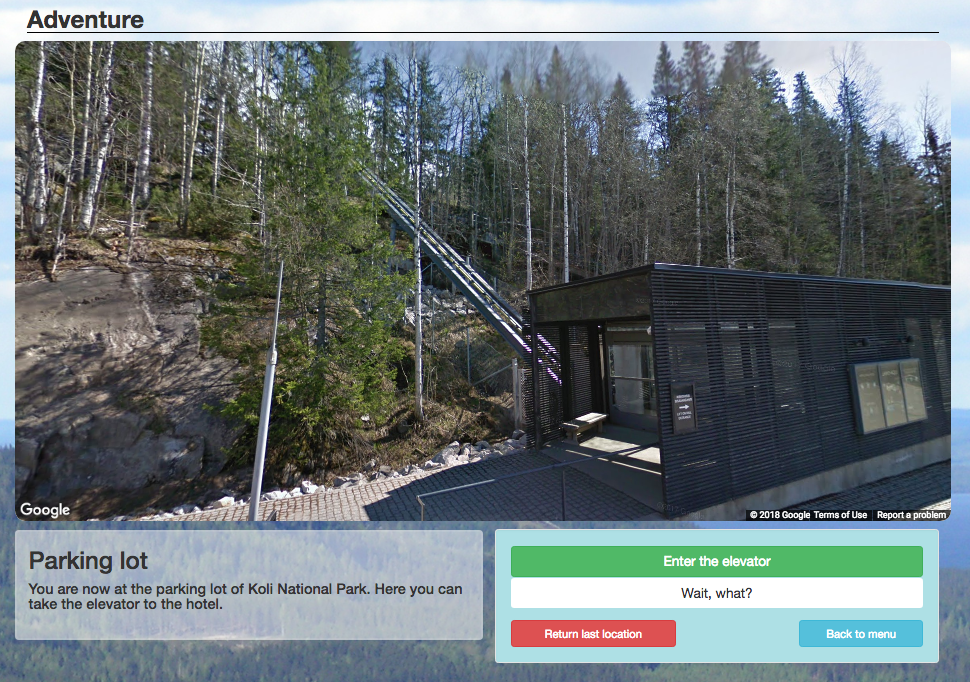 Adventure
Google
© 2018 Google Terms of Use Report a problem
Parking lot
You are now at the parking lot of Koli National Park. Here you can
take the elevator to the hotel.
Enter the elevator
Wait, what?
Return last location
Back to menu